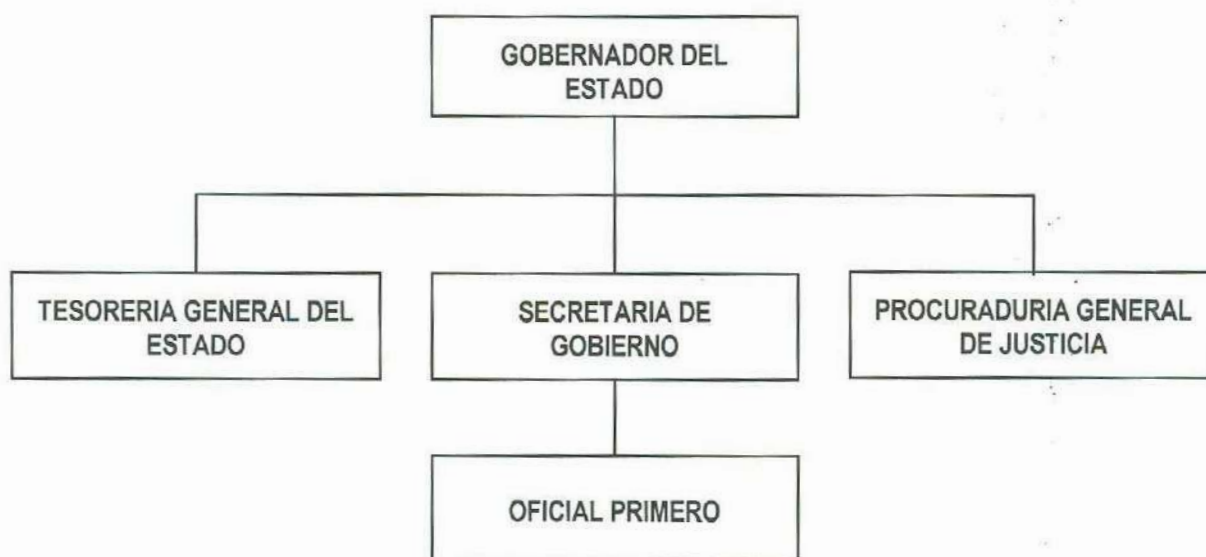 GOBERNADOR DEL
ESTADO
TESORERIA GENERAL DEL
ESTADO
SECRETARIA DE
GOBIERNO
PROCURADURIA GENERAL
DE JUSTICIA
OFICIAL PRIMERO